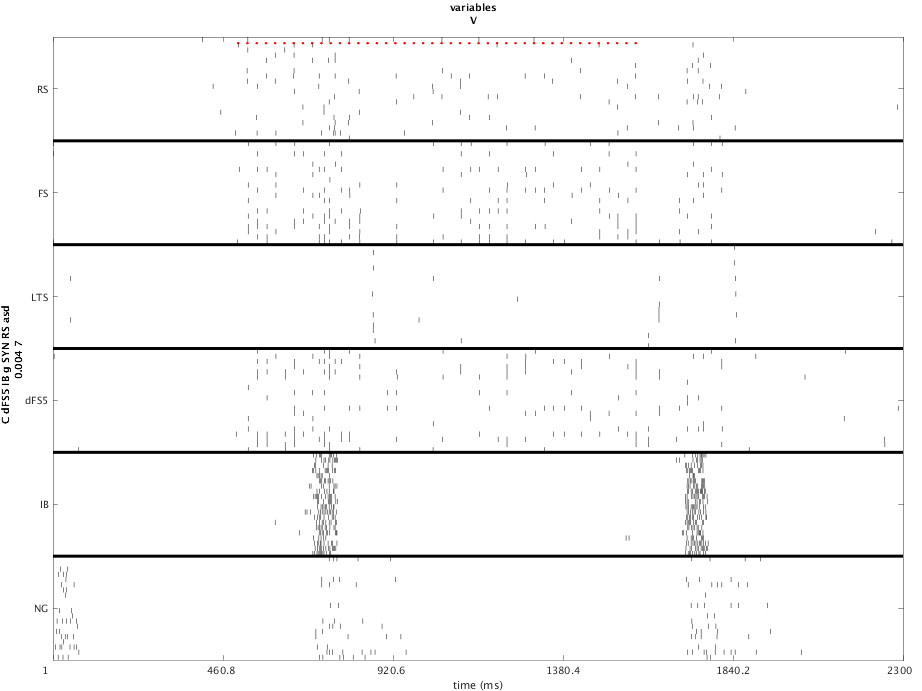 variables
V
RS
FS
LTS
dFS5
IB
NG
C dFS5 IB g SYN RS asd
0.004 7
1
460.8
920.6
1380.4
1840.2
2300
time (ms)